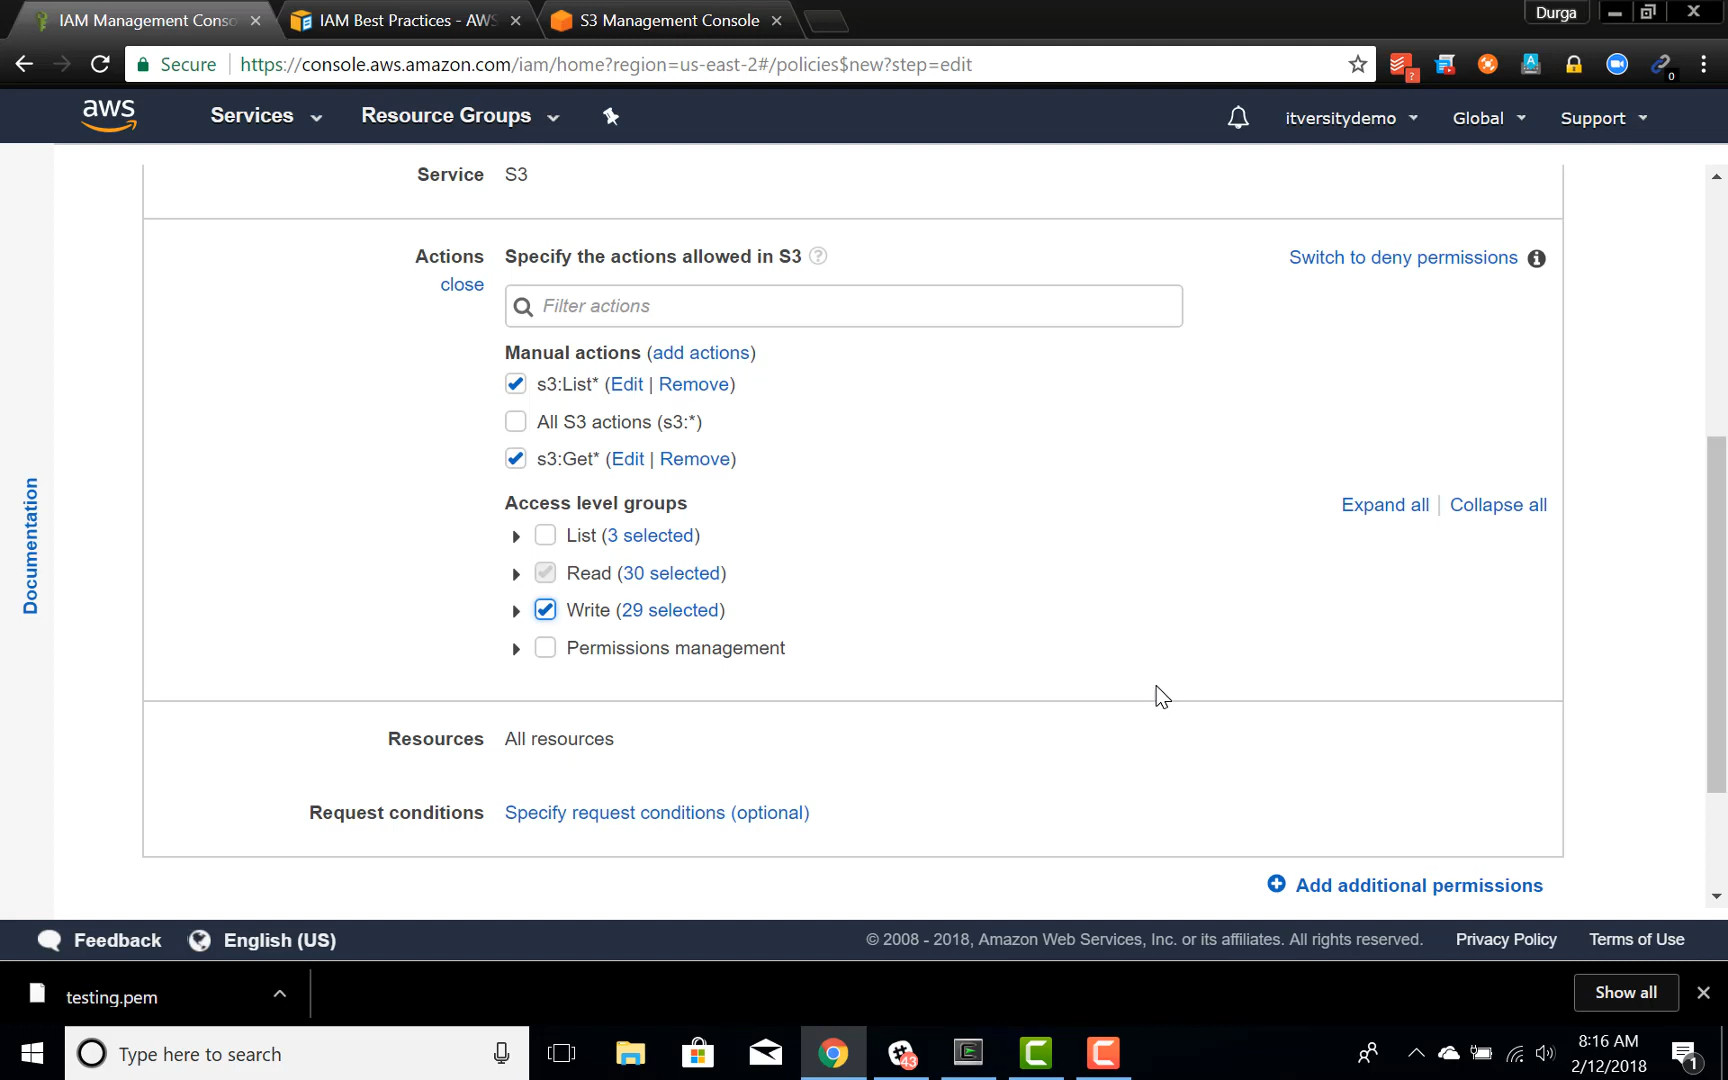 IAM Management Conso
IAM Best Practices - AWS
S3 Management Console
Durga
Secure
https://console.aws.amazon.com/iam/home?region=us-east-2#/policies$new?step=edit
?
A
0
aws
Services
Resource Groups
itversitydemo
Global
Support
Documentation
Service S3
Actions
close
Specify the actions allowed in S3 ?
Switch to deny permissions i
Filter actions
Manual actions (add actions)
s3:List* (Edit | Remove)
All S3 actions (s3:*)
s3:Get* (Edit | Remove)
Access level groups
Expand all | Collapse all
List (3 selected)
Read (30 selected)
Write (29 selected)
Permissions management
Resources All resources
Request conditions Specify request conditions (optional)
Add additional permissions
Feedback
English (US)
© 2008 - 2018, Amazon Web Services, Inc. or its affiliates. All rights reserved.
Privacy Policy
Terms of Use
testing.pem
Show all
Type here to search
43
8:16 AM
2/12/2018
1